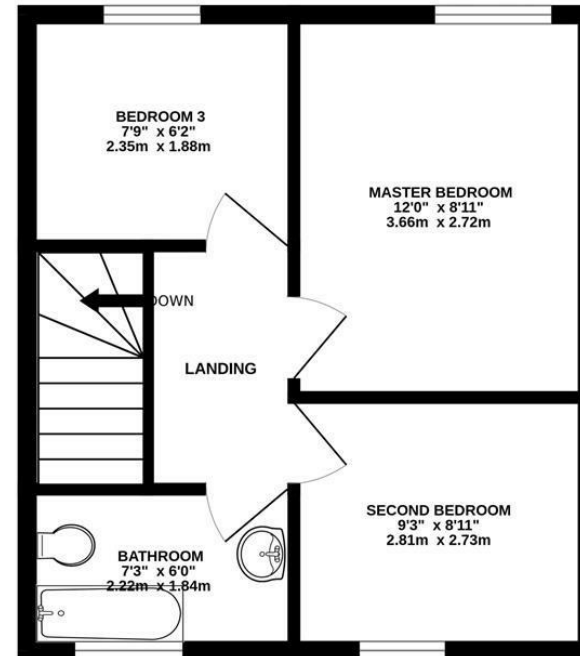 BEDROOM 3
7'9" x 6'2"
2.35m x 1.88m
MASTER BEDROOM
12'0" x 8'11"
3.66m x 2.72m
DOWN
LANDING
SECOND BEDROOM
9'3" x 8'11"
2.81m x 2.73m
BATHROOM
7'3" x 6'0"
2.22m x 1.84m